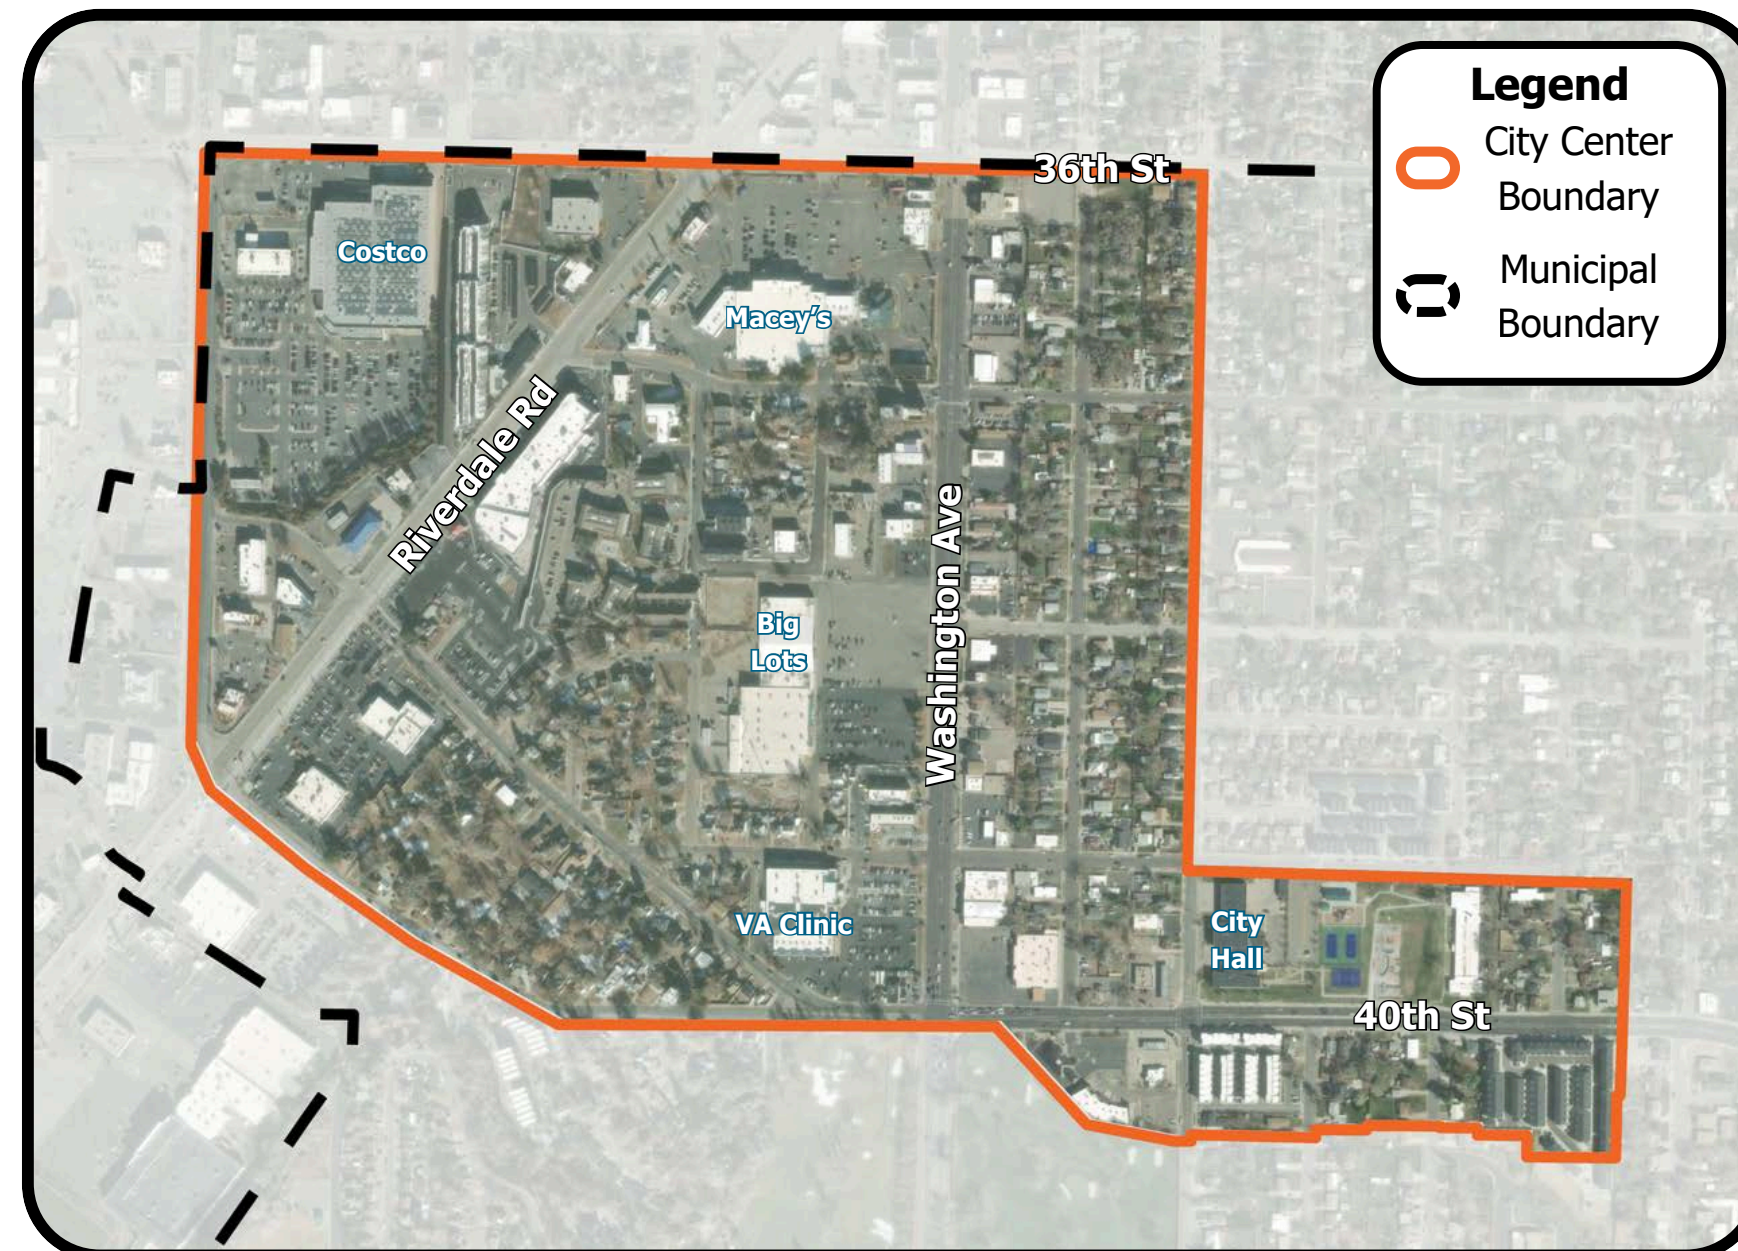 Legend
City Center
Boundary
Municipal
Boundary
36th St
Costco
Macey's
Riverdale Rd
Washington Ave
Big
Lots
VA Clinic
City
Hall
40th St